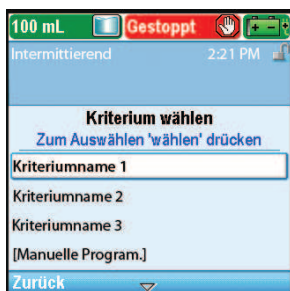 100 mL Gestoppt
Intermittierend 2:21 PM
Kriterium wählen
Zum Auswählen 'wählen' drücken
Kriteriumname 1
Kriteriumname 2
Kriteriumname 3
[Manuelle Program.]
Zurück